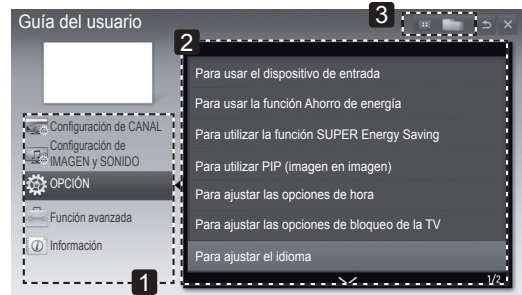 Guía del usuario
3
2
Para usar el dispositivo de entrada
Para usar la función Ahorro de energía
Para utilizar la función SUPER Energy Saving
Para utilizar PIP (imagen en imagen)
Para ajustar las opciones de hora
Para ajustar las opciones de bloqueo de la TV
Para ajustar el idioma
1/2
Configuración de CANAL
Configuración de
IMAGEN y SONIDO
OPCIÓN
Función avanzada
Información
1